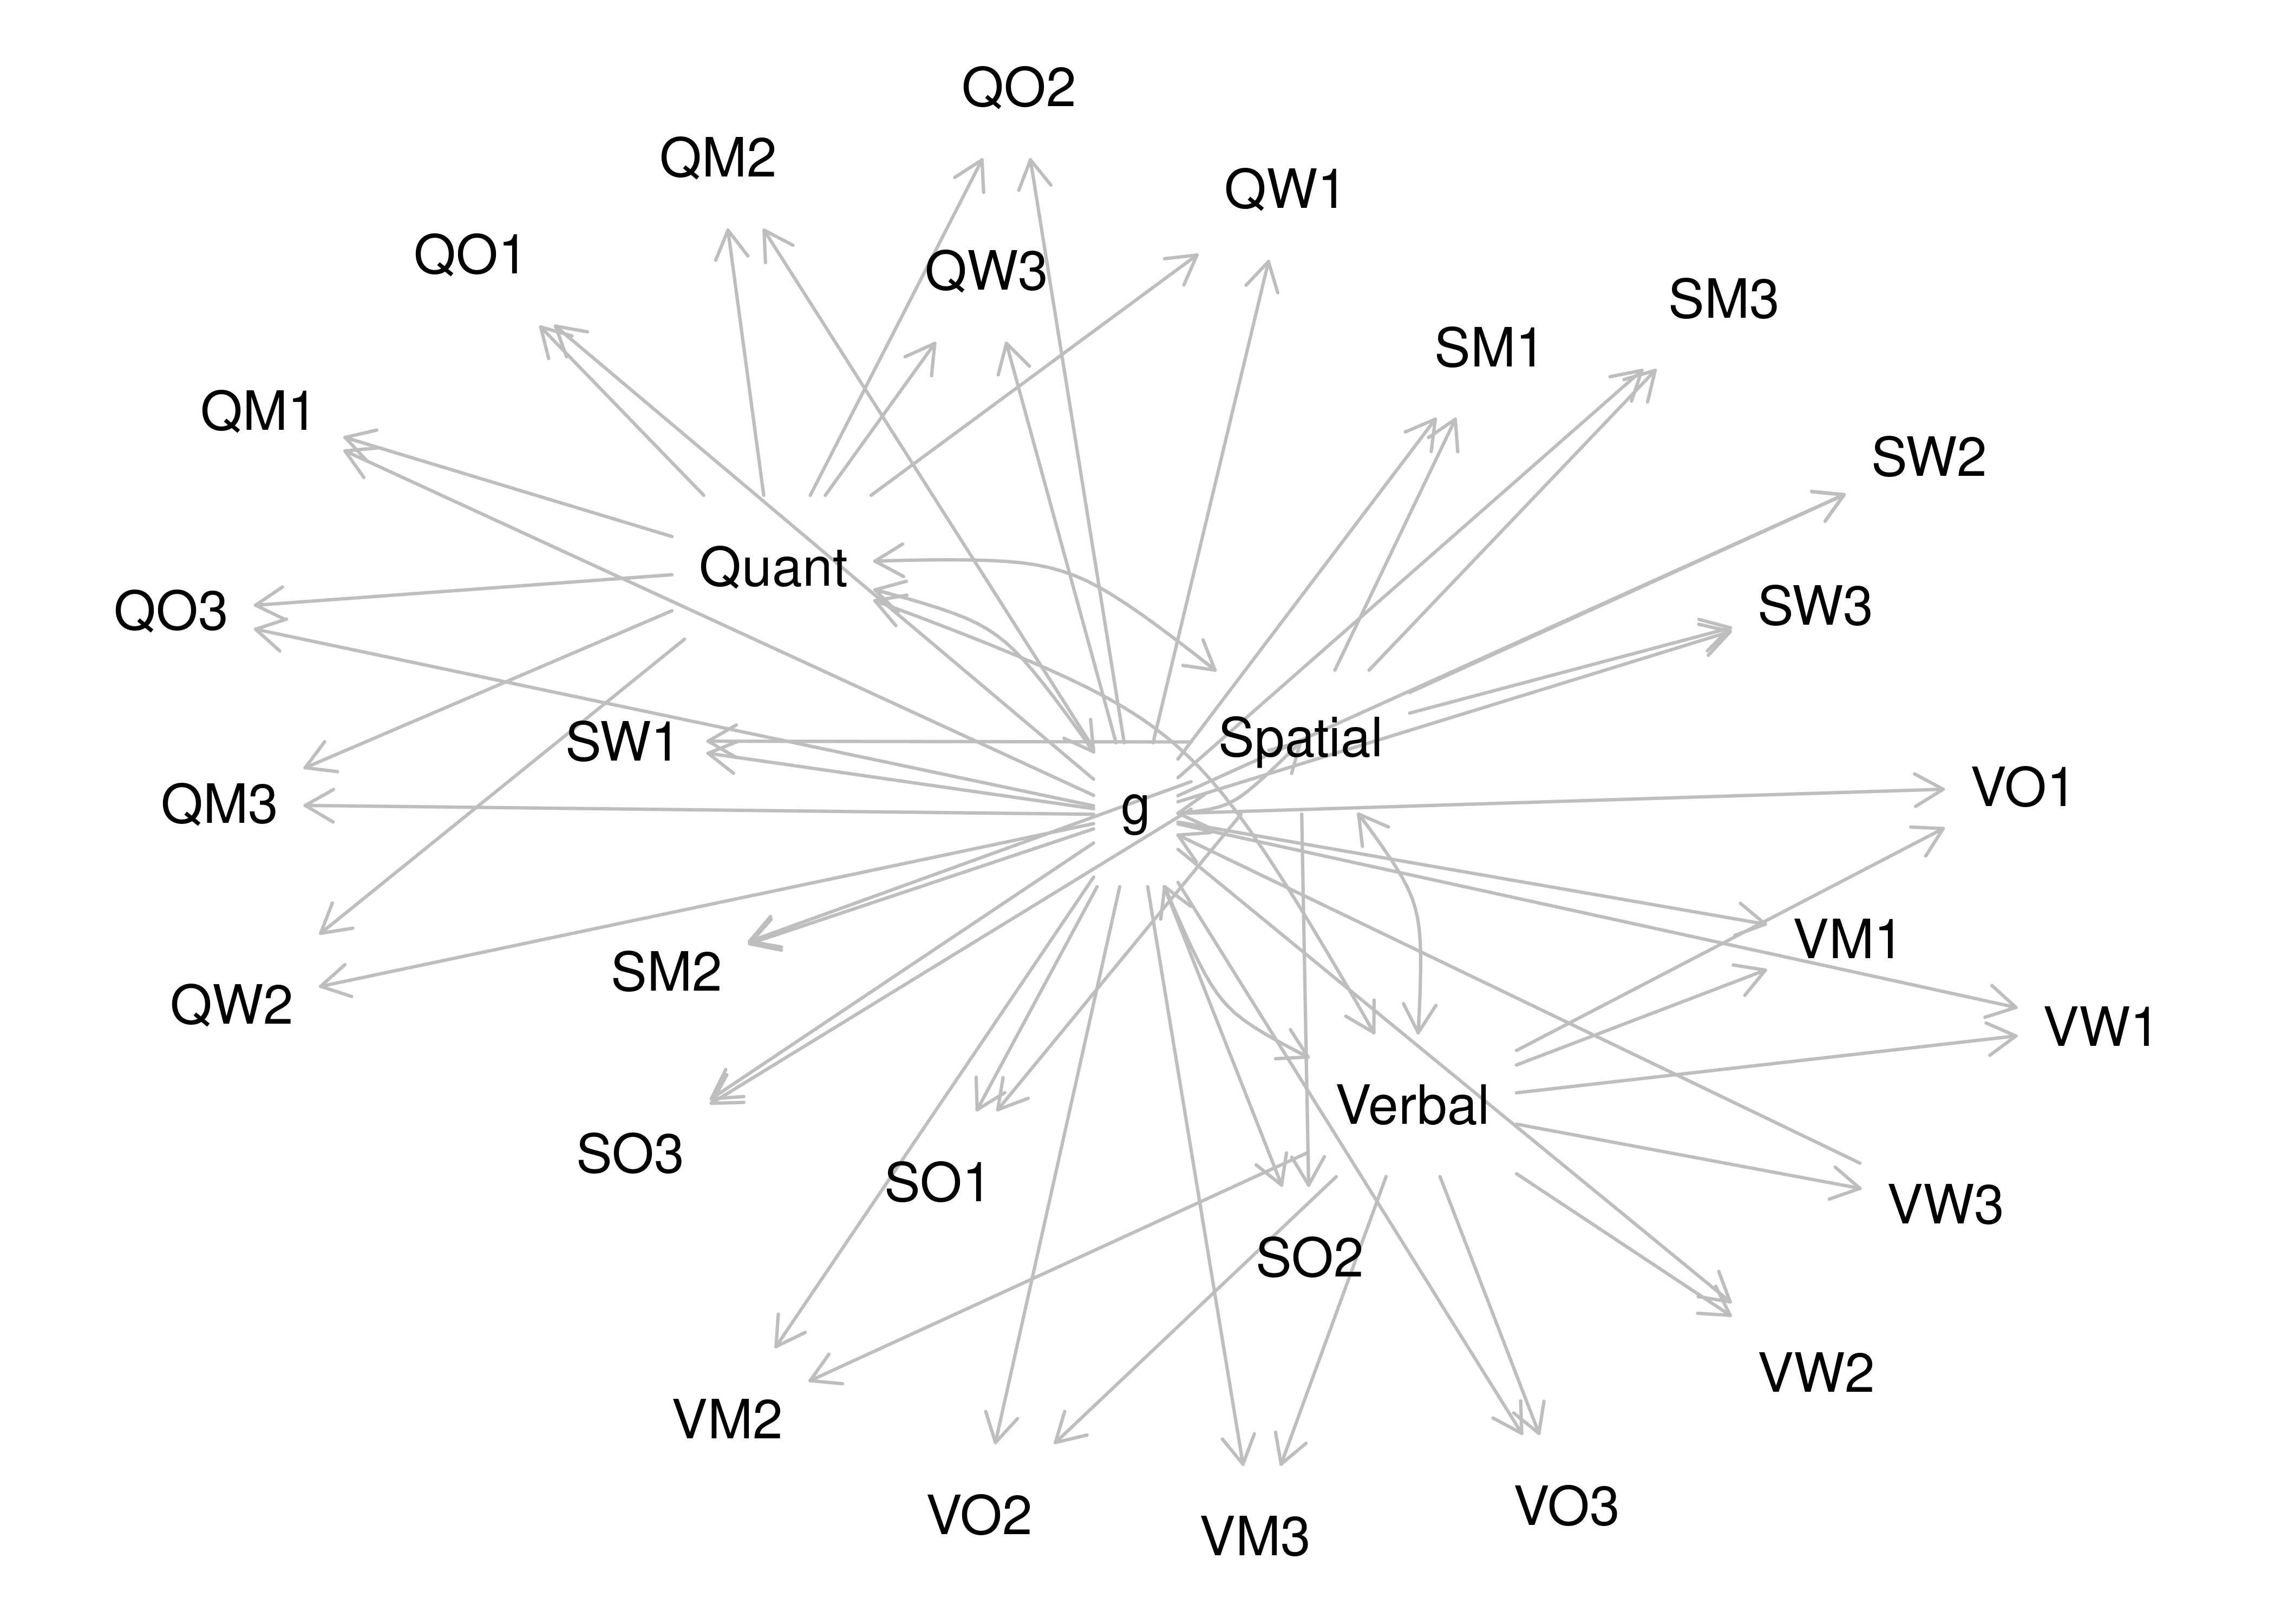 QO2
QM2
QW1
QO1
QW3
SM3
SM1
QM1
SW2
Quant
SW3
QO3
SW1
Spatial
VO1
QM3
g
VM1
SM2
QW2
VW1
Verbal
SO3
SO1
VW3
SO2
VW2
VM2
VO3
VO2
VM3